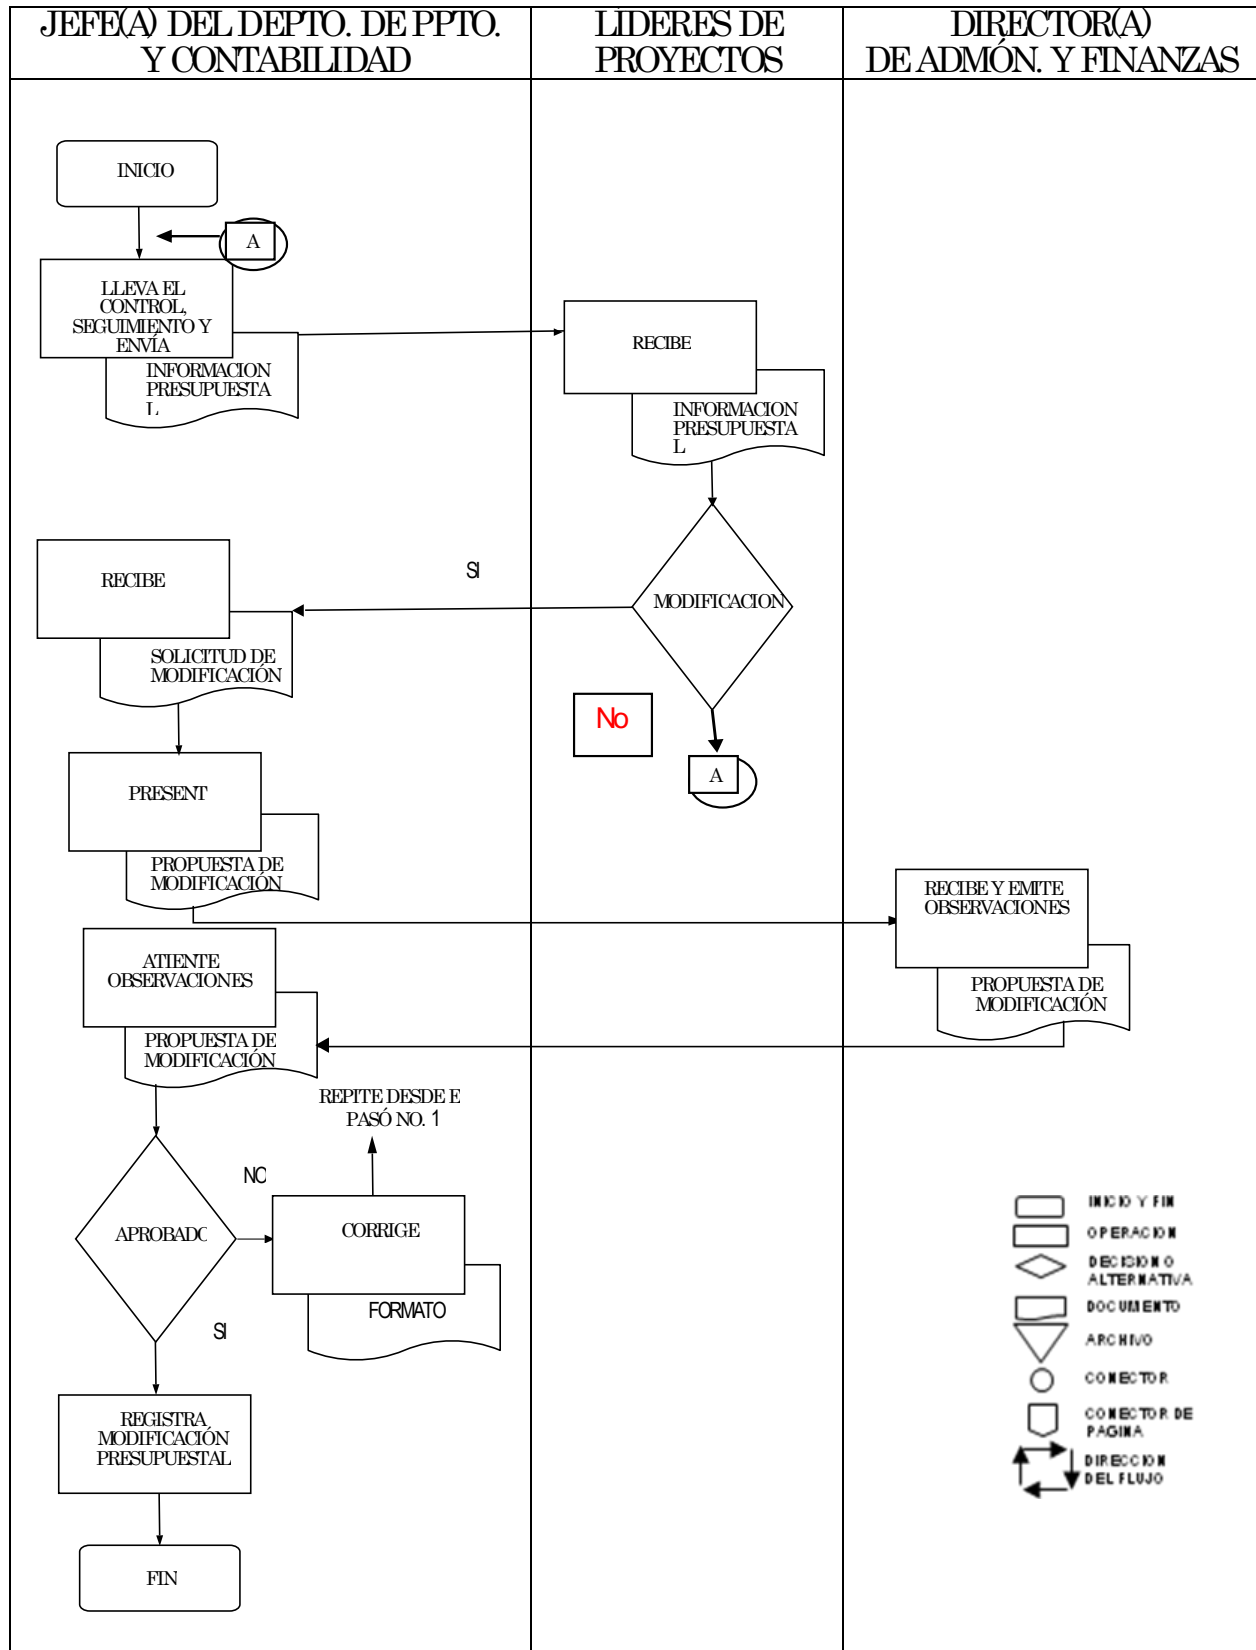 JEFE(A) DEL DEPTO. DE PPTO.
Y CONTABILIDAD
LÍDERES DE
PROYECTOS
DIRECTOR(A)
DE ADMÓN. Y FINANZAS
INICIO
A
LLEVA EL
CONTROL,
SEGUIMIENTO Y
ENVÍA
INFORMACION
PRESUPUESTA
L
RECIBE
INFORMACION
PRESUPUESTA
L
MODIFICACION
SI
RECIBE
SOLICITUD DE
MODIFICACIÓN
No
A
PRESENT
PROPUESTA DE
MODIFICACIÓN
RECIBE Y EMITE
OBSERVACIONES
PROPUESTA DE
MODIFICACIÓN
ATIENTE
OBSERVACIONES
PROPUESTA DE
MODIFICACIÓN
REPITE DESDE E
PASÓ NO. 1
NO
APROBADO
CORRIGE
FORMATO
SI
REGISTRA
MODIFICACIÓN
PRESUPUESTAL
FIN
INICIO Y FIN
OPERACION
DECISION O
ALTERNATIVA
DOCUMENTO
ARCHIVO
CONECTOR
CONECTOR DE
PAGINA
DIRECCION
DEL FLUJO